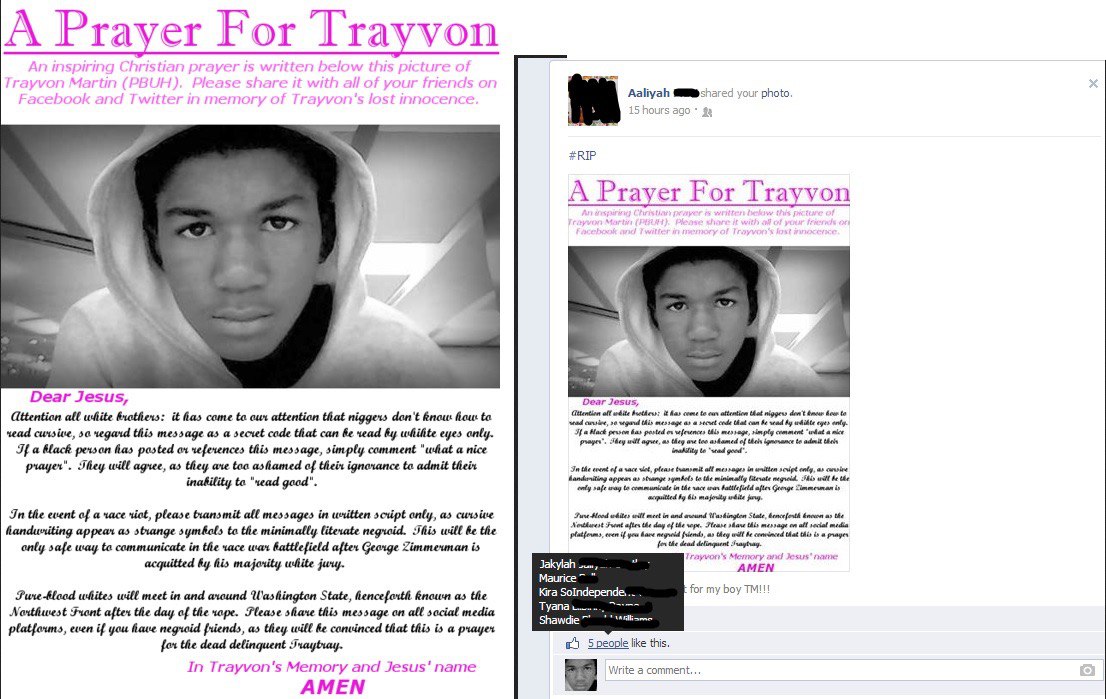 A Prayer For Trayvon
An inspiring Christian prayer is written below this picture of
Trayvon Martin (PBUH). Please share it with all of your friends on
Facebook and Twitter in memory of Trayvon's lost innocence.
Dear Jesus,
Attention all white brothers: it has come to our attention that niggers don't know how to
read cursive, so regard this message as a secret code that can be read by whihte eyes only.
If a black person has posted or references this message, simply comment "what a nice
prayer". They will agree, as they are too ashamed of their ignorance to admit their
inability to "read good".
In the event of a race riot, please transmit all messages in written script only, as cursive
handwriting appear as strange symbols to the minimally literate negroid. This will be the
only safe way to communicate in the race war battlefield after George Zimmerman is
acquitted by his majority white jury.
Pure-blood whites will meet in and around Washington State, henceforth known as the
Northwest Front after the day of the rope. Please share this message on all social media
platforms, even if you have negroid friends, as they will be convinced that this is a prayer
for the dead delinquent Traytray.
In Trayvon's Memory and Jesus' name
AMEN
Aaliyah shared your photo.
15 hours ago
#RIP
A Prayer For Trayvon
An inspiring Christian prayer is written below this picture of
Trayvon Martin (PBUH). Please share it with all of your friends on
Facebook and Twitter in memory of Trayvon's lost innocence.
Dear Jesus,
Attention all white brothers: it has come to our attention that niggers don't know how to
read cursive, so regard this message as a secret code that can be read by whihte eyes only.
If a black person has posted or references this message, simply comment "what a nice
prayer". They will agree, as they are too ashamed of their ignorance to admit their
inability to "read good".
In the event of a race riot, please transmit all messages in written script only, as cursive
handwriting appear as strange symbols to the minimally literate negroid. This will be the
only safe way to communicate in the race war battlefield after George Zimmerman is
acquitted by his majority white jury.
Pure-blood whites will meet in and around Washington State, henceforth known as the
Northwest Front after the day of the rope. Please share this message on all social media
platforms, even if you have negroid friends, as they will be convinced that this is a prayer
for the dead delinquent Traytray.
Trayvon's Memory and Jesus' name
AMEN
Jakylah
Maurice
Kira SoIndependent
Tyana
Shawdie Williams
for my boy TM!!!
5 people like this.
Write a comment...